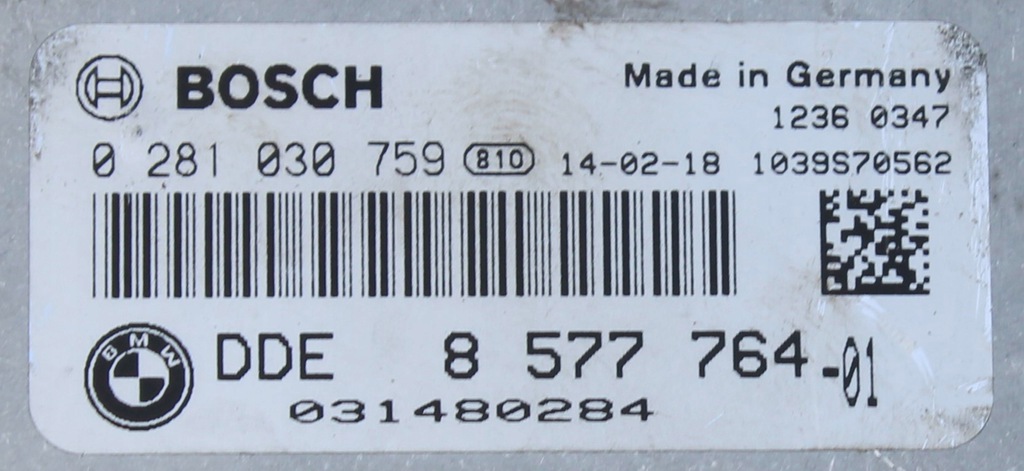 BOSCH Made in Germany
1236 0347
0 281 030 759 810 14-02-18 1039S70562
BMW DDE 8 577 764-01
031480284